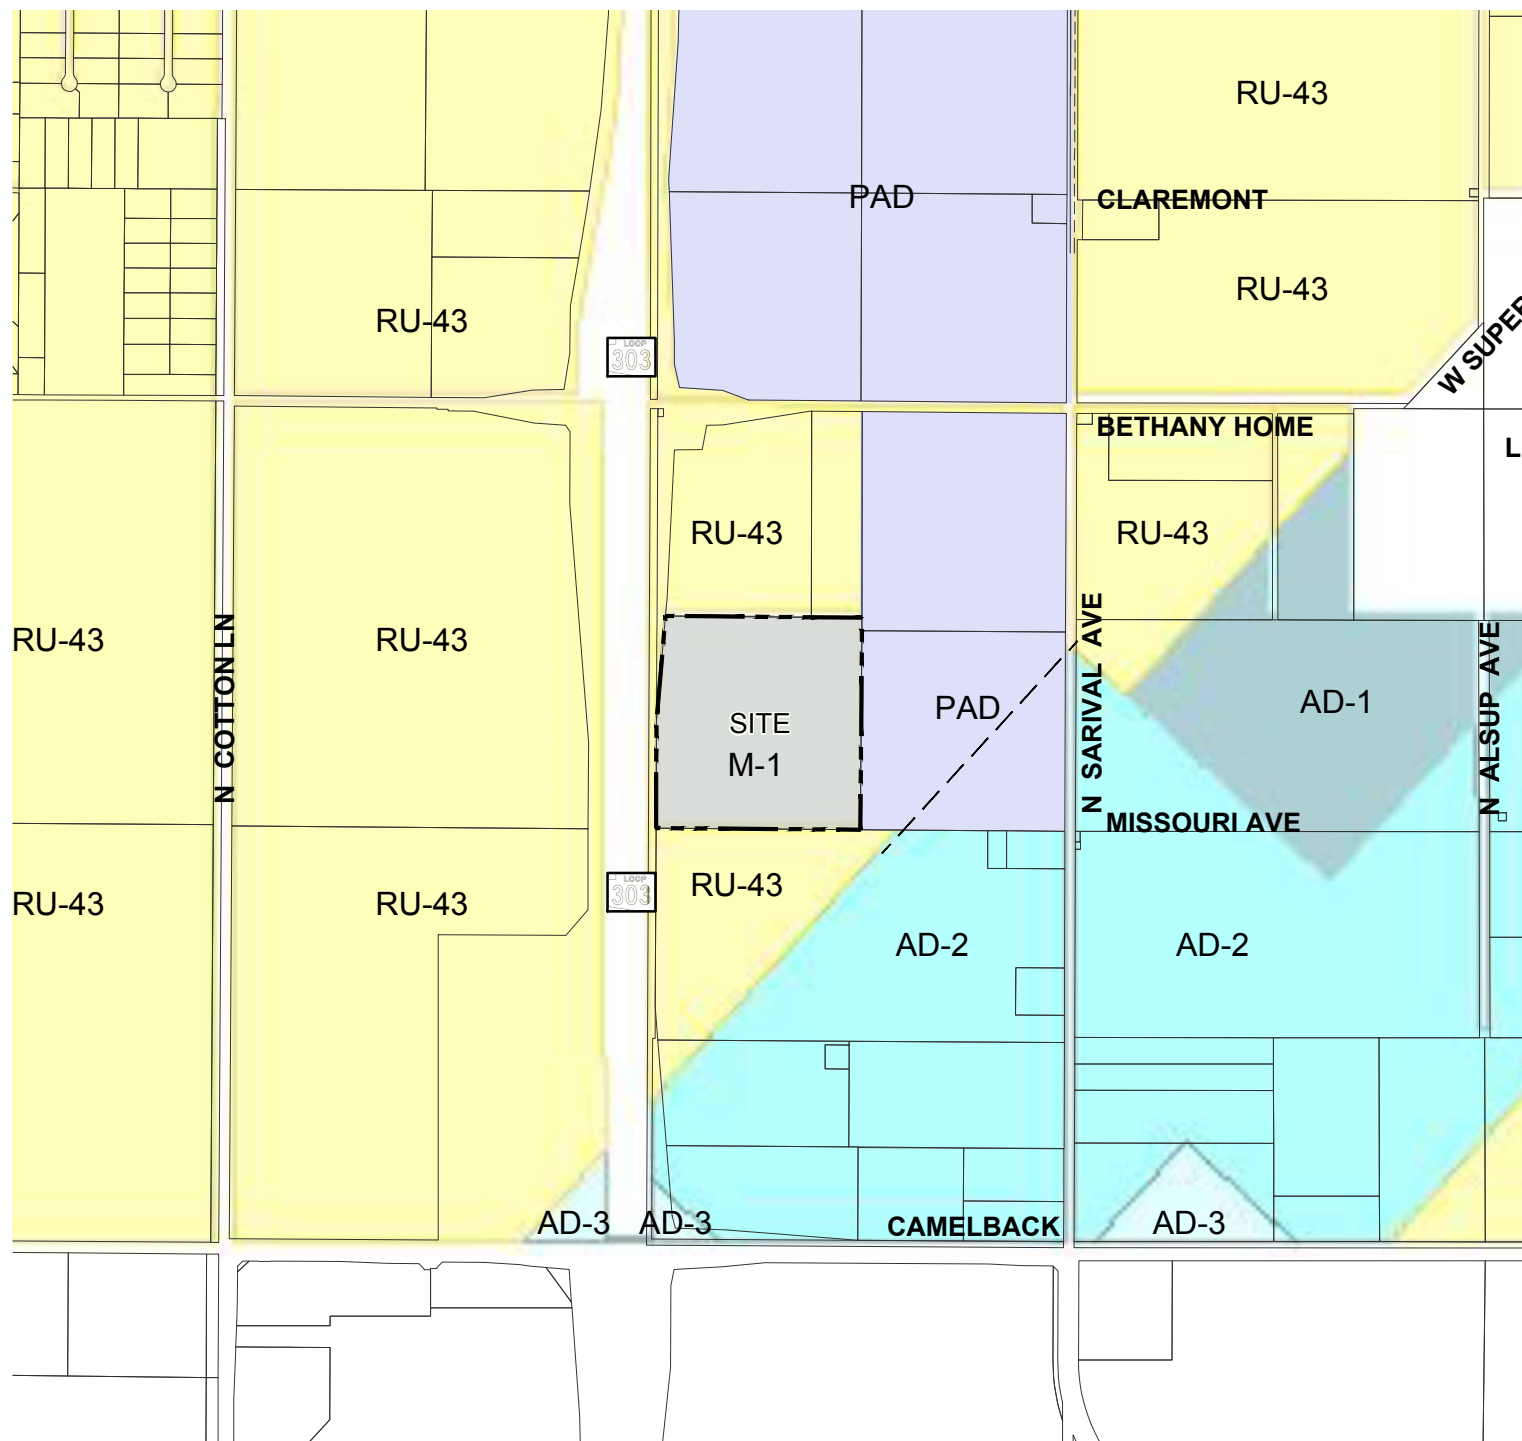 RU-43
PAD
CLAREMONT
RU-43
RU-43
W SUPER
LOOP
303
BETHANY HOME
L
RU-43
RU-43
RU-43
RU-43
N COTTON LN
N SARIVAL AVE
N ALSUP AVE
SITE
M-1
PAD
AD-1
MISSOURI AVE
RU-43
RU-43
LOOP
303
RU-43
AD-2
AD-2
AD-3
AD-3
CAMELBACK
AD-3